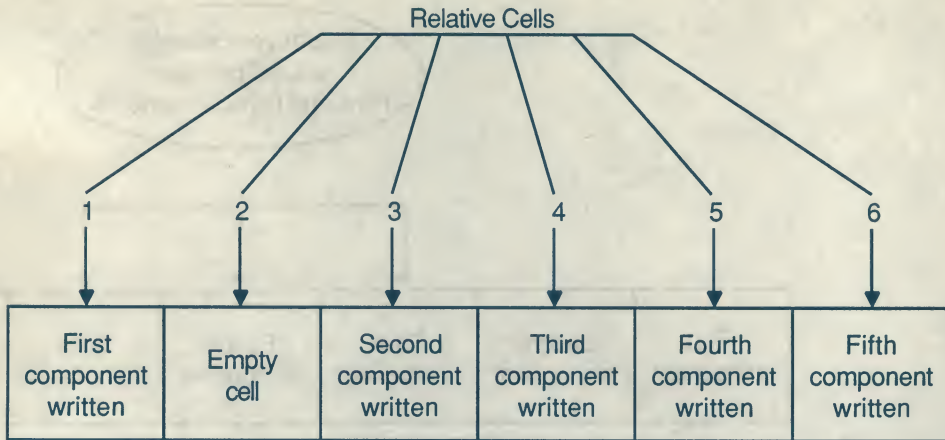 Relative Cells
1 2 3 4 5 6
First component written
Empty cell
Second component written
Third component written
Fourth component written
Fifth component written